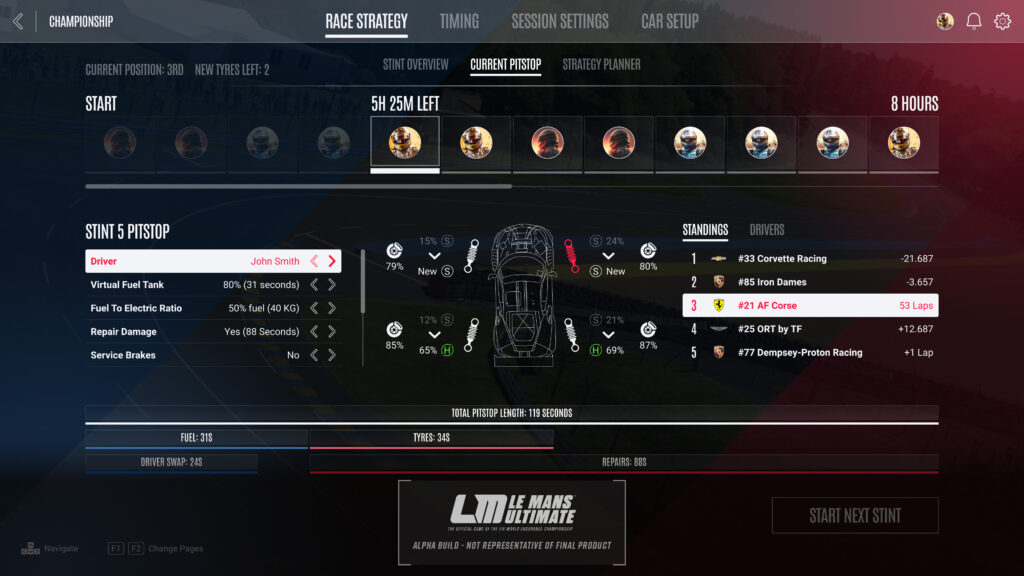 CHAMPIONSHIP
RACE STRATEGY TIMING SESSION SETTINGS CAR SETUP
STINT OVERVIEW CURRENT PITSTOP STRATEGY PLANNER
CURRENT POSITION: 3RD NEW TYRES LEFT: 2
START 5H 25M LEFT 8 HOURS
STINT 5 PITSTOP
Driver John Smith
Virtual Fuel Tank 80% (31 seconds)
Fuel To Electric Ratio 50% fuel (40 KG)
Repair Damage Yes (88 Seconds)
Service Brakes No
79% 15% S
New S
S 24% 80%
S New
85% 12% S
65% H
S 21% 87%
H 69%
STANDINGS DRIVERS
1 #33 Corvette Racing -21.687
2 #85 Iron Dames -3.657
3 #21 AF Corse 53 Laps
4 #25 ORT by TF +12.687
5 #77 Dempsey-Proton Racing +1 Lap
TOTAL PITSTOP LENGTH: 119 SECONDS
FUEL: 31S TYRES: 34S
DRIVER SWAP: 24S REPAIRS: 88S
LM LE MANS ULTIMATE
THE OFFICIAL GAME OF THE FIA WORLD ENDURANCE CHAMPIONSHIP
ALPHA BUILD - NOT REPRESENTATIVE OF FINAL PRODUCT
START NEXT STINT
Navigate F1 F2 Change Pages